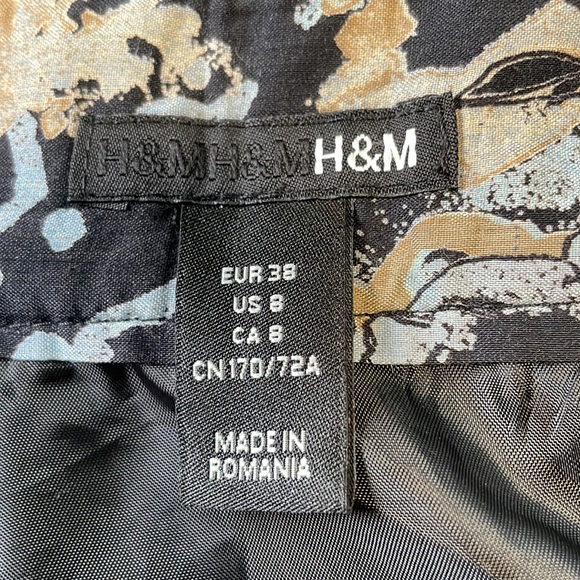 H&MH&MH&M
EUR 38
US 8
CA 8
CN 170/72A
MADE IN
ROMANIA